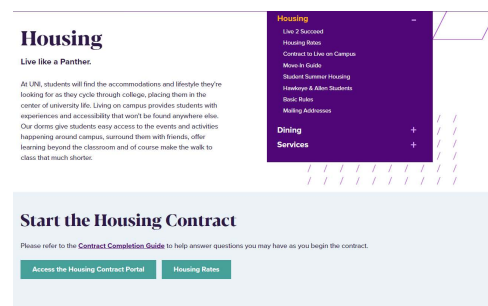 Housing
Live like a Panther.
At UNI, students will find the accommodations and lifestyle they're
looking for as they cycle through college, placing them in the
center of university life. Living on campus provides students with
experiences and accessibility that won't be found anywhere else.
Our dorms give students easy access to the events and activities
happening around campus, surround them with friends, offer
learning beyond the classroom and of course make the walk to
class that much shorter.
Housing –
Live 2 Succeed
Housing Rates
Contract to Live on Campus
Move-in Guide
Student Summer Housing
Hawkeye & Allen Students
Basic Rules
Mailing Addresses
Dining +
Services +
Start the Housing Contract
Please refer to the Contract Completion Guide to help answer questions you may have as you begin the contract.
Access the Housing Contract Portal
Housing Rates